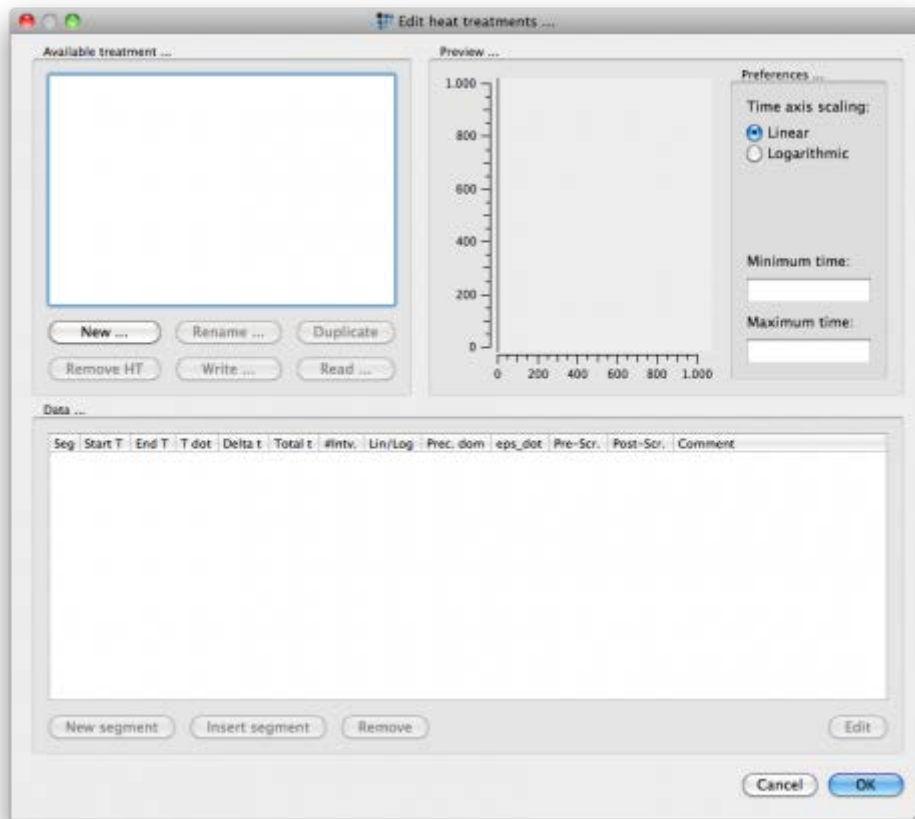 Edit heat treatments ...
Available treatment ...
New ... Rename ... Duplicate
Remove HT Write ... Read ...
Preview ...
1.000
800
600
400
200
0
0 200 400 600 800 1.000
Preferences ...
Time axis scaling:
Linear
Logarithmic
Minimum time:
Maximum time:
Data ...
Seg Start T End T T dot Delta t Total t #Intv. Lin/Log Prec. dom eps_dot Pre-Scr. Post-Scr. Comment
New segment Insert segment Remove Edit
Cancel OK